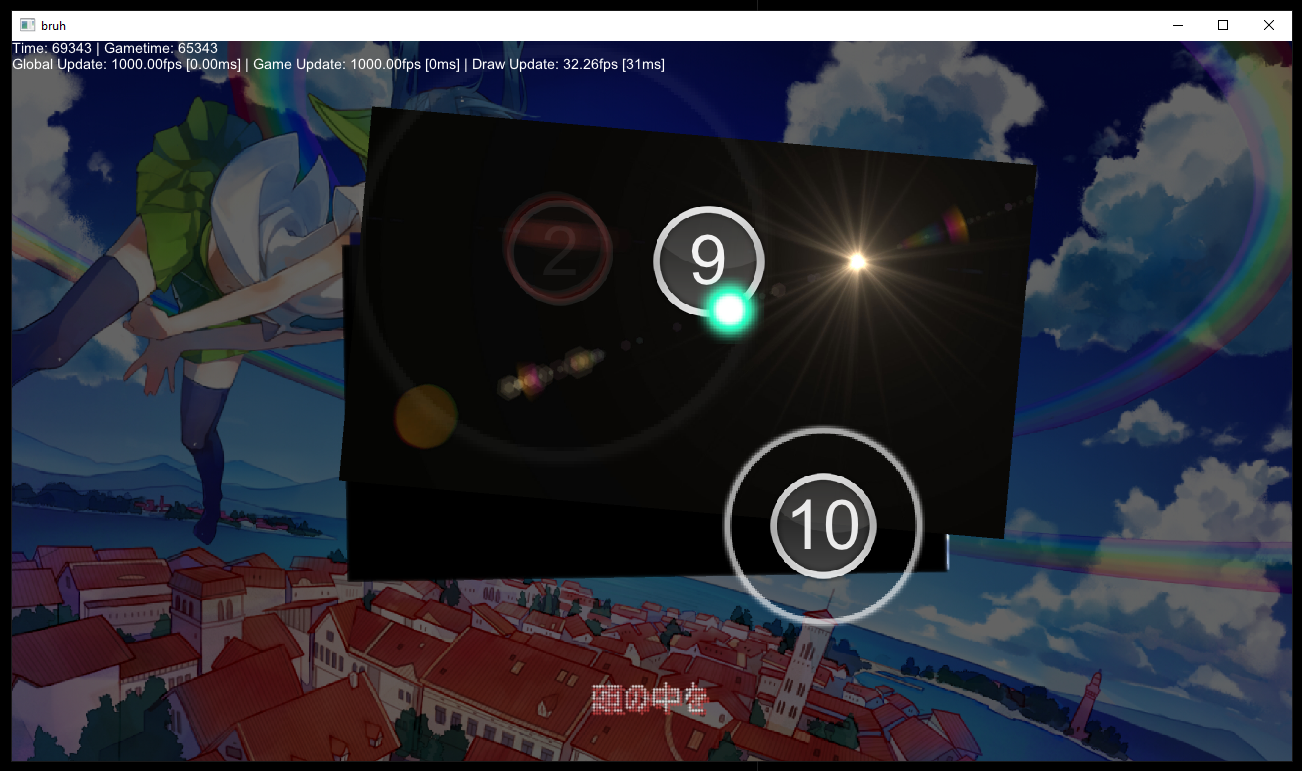 bruh
Time: 69343 | Gametime: 65343
Global Update: 1000.00fps [0.00ms] | Game Update: 1000.00fps [0ms] | Draw Update: 32.26fps [31ms]
2
9
10
頭の中を